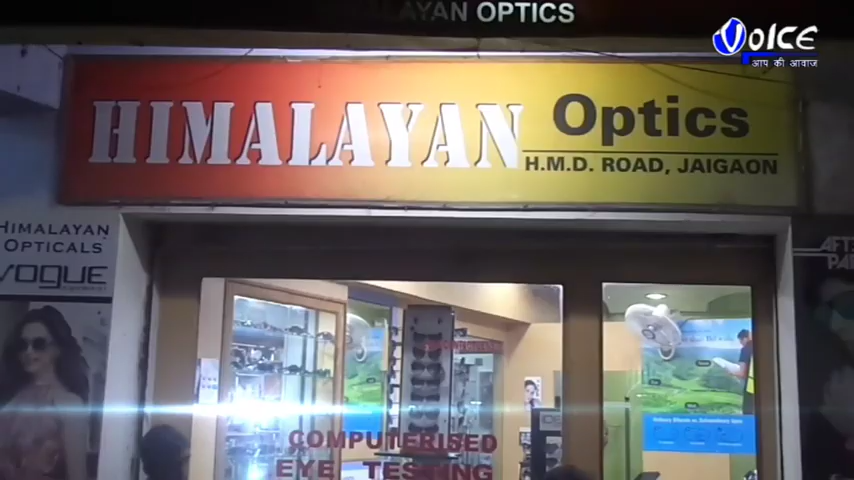 HIMALAYAN OPTICS
VOICE
आप की आवाज
HIMALAYAN
Optics
H.M.D. ROAD, JAIGAON
HIMALAYAN
OPTICALS
VOGUE
COMPUTERISED
EYE TESTING